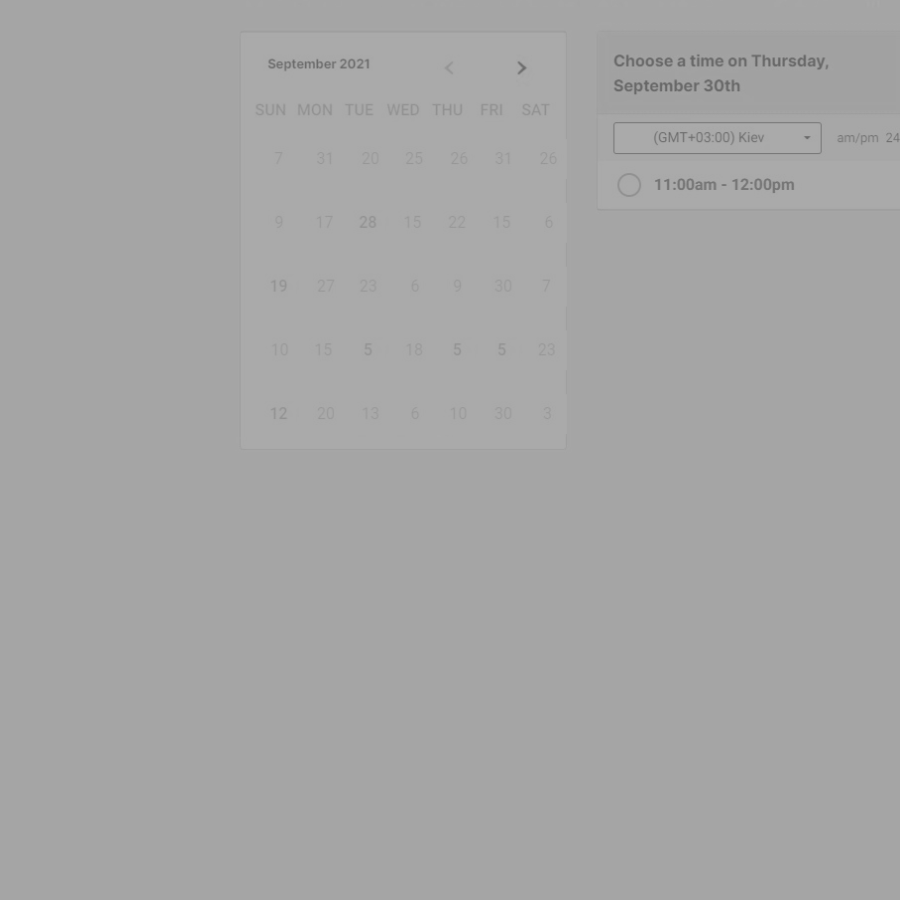 September 2021
SUN MON TUE WED THU FRI SAT
7 31 20 25 26 31 26
9 17 28 15 22 15 6
19 27 23 6 9 30 7
10 15 5 18 5 5 23
12 20 13 6 10 30 3
Choose a time on Thursday,
September 30th
(GMT+03:00) Kiev am/pm 24
11:00am - 12:00pm